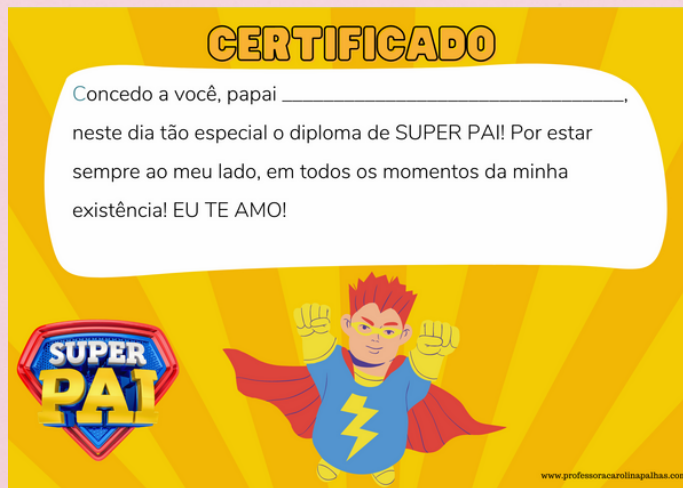 CERTIFICADO
Concedo a você, papai _________________________________,
neste dia tão especial o diploma de SUPER PAI! Por estar
sempre ao meu lado, em todos os momentos da minha
existência! EU TE AMO!
SUPER
PAI
www.professoracarolinapalhas.com